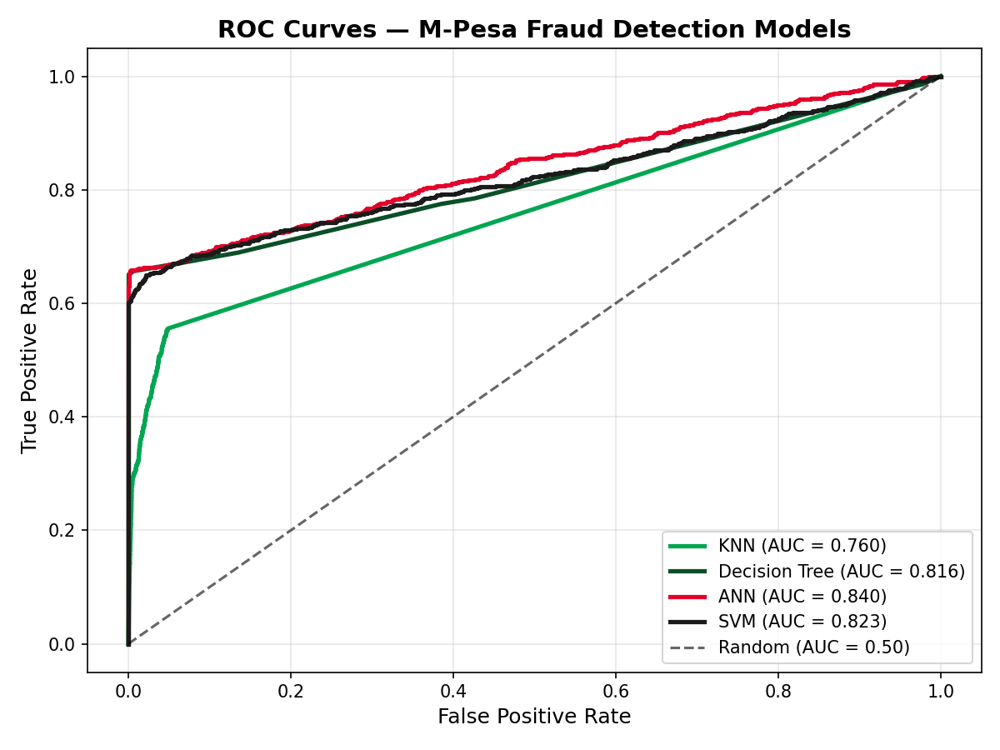 ROC Curves — M-Pesa Fraud Detection Models
True Positive Rate
1.0
0.8
0.6
0.4
0.2
0.0
0.0 0.2 0.4 0.6 0.8 1.0
False Positive Rate
KNN (AUC = 0.760)
Decision Tree (AUC = 0.816)
ANN (AUC = 0.840)
SVM (AUC = 0.823)
Random (AUC = 0.50)